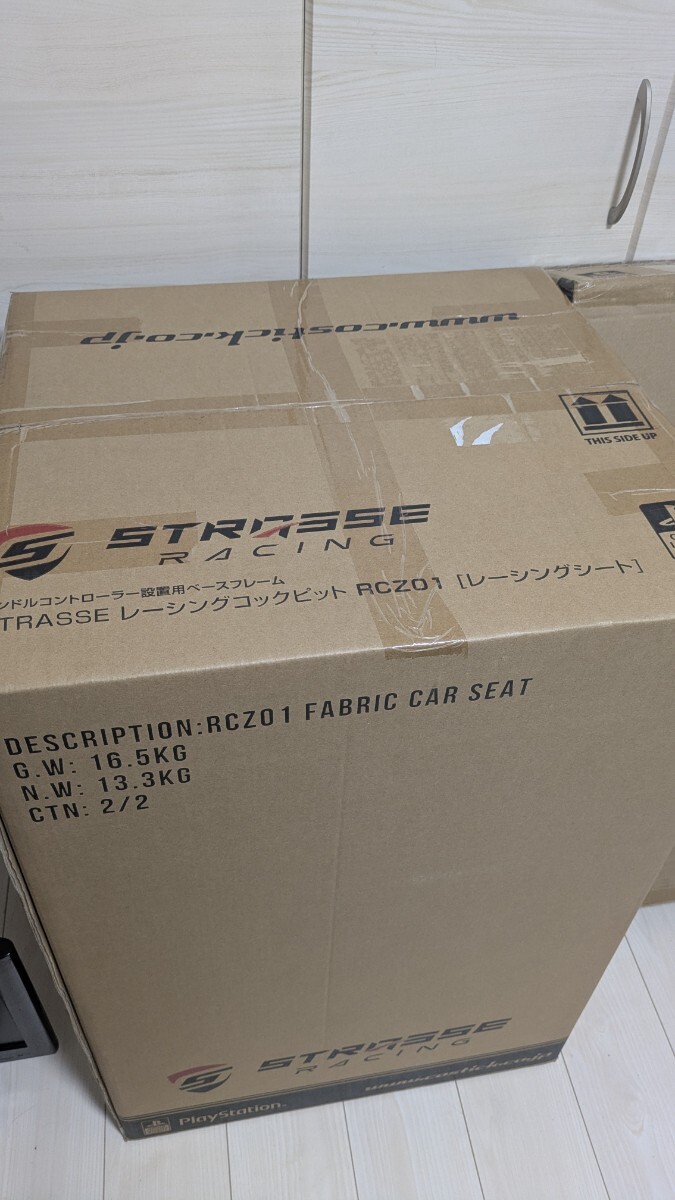 www.costick.co.jp
THIS SIDE UP
STRASSE
RACING
ンドルコントローラー設置用ベースフレーム
TRASSE レーシングコックピット RCZ01 [レーシングシート]
DESCRIPTION:RCZ01 FABRIC CAR SEAT
G.W: 16.5KG
N.W: 13.3KG
CTN: 2/2
STRASSE
RACING
PlayStation.
www.costick.co.jp